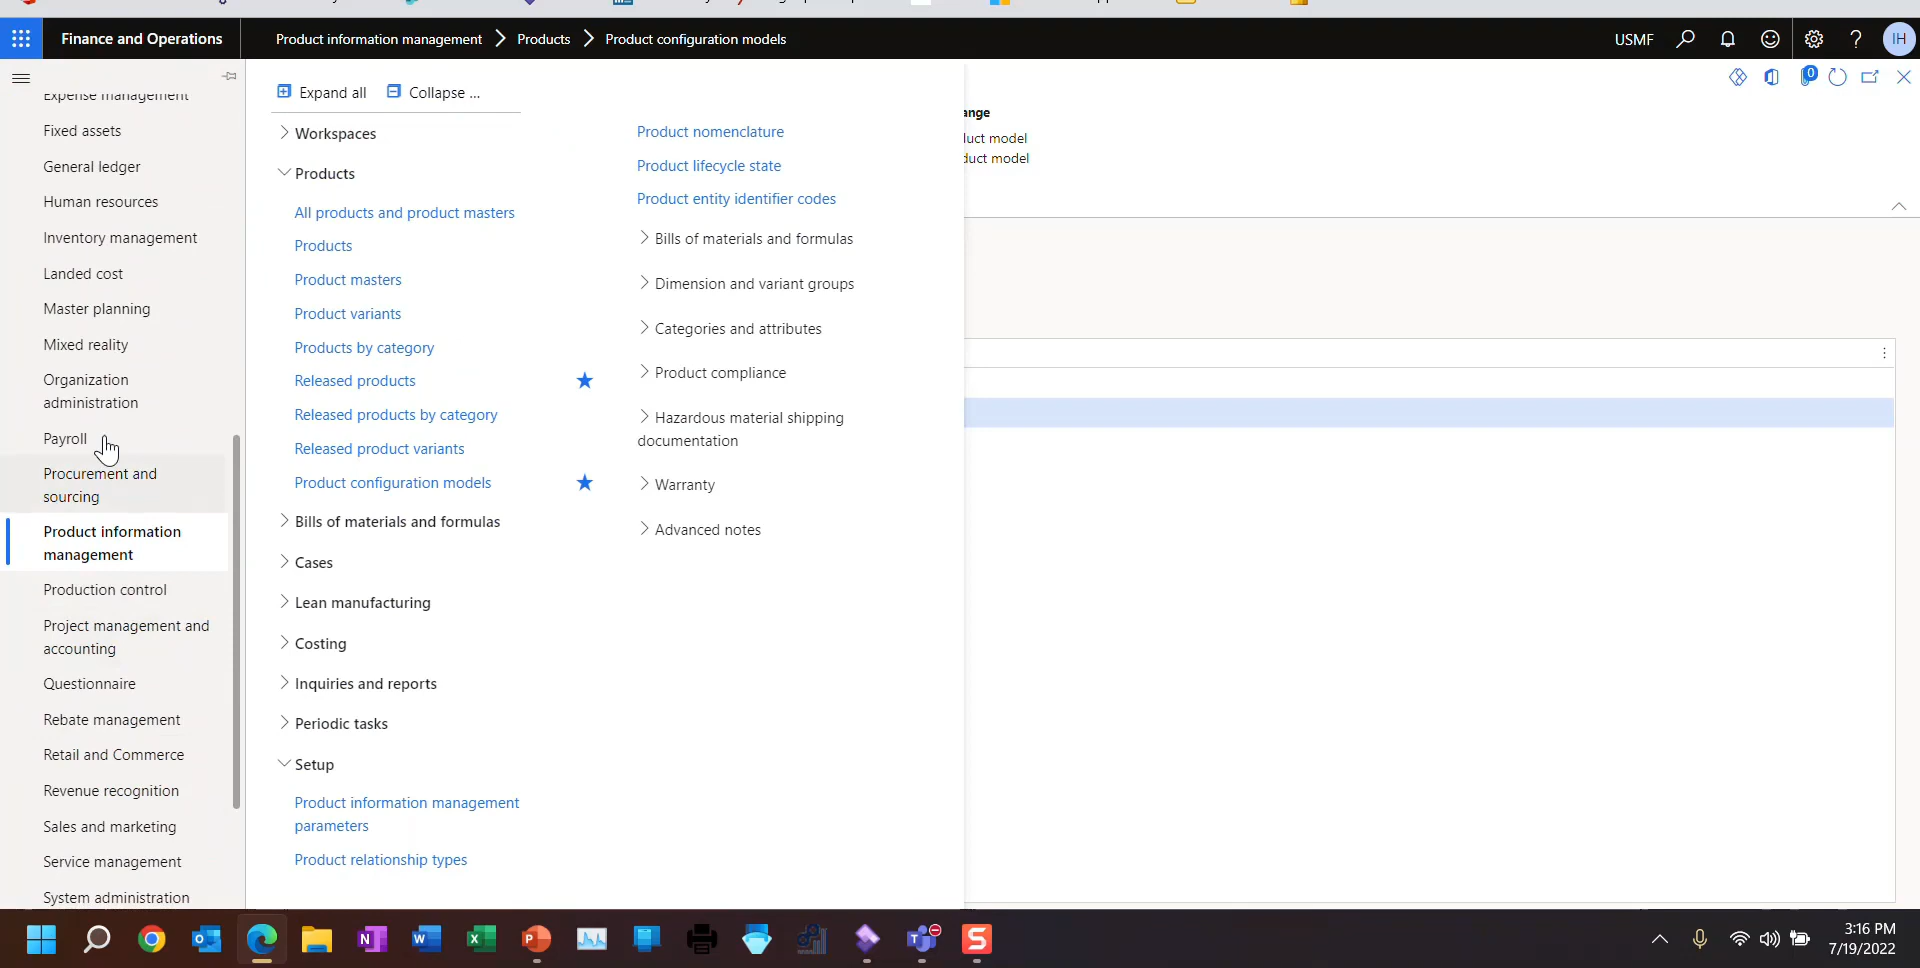 Finance and Operations
Product information management
Products
Product configuration models
USMF
IH
Expense management
Fixed assets
General ledger
Human resources
Inventory management
Landed cost
Master planning
Mixed reality
Organization
administration
Payroll
Procurement and
sourcing
Product information
management
Production control
Project management and
accounting
Questionnaire
Rebate management
Retail and Commerce
Revenue recognition
Sales and marketing
Service management
System administration
Expand all
Collapse ...
Workspaces
Products
All products and product masters
Products
Product masters
Product variants
Products by category
Released products
Released products by category
Released product variants
Product configuration models
Bills of materials and formulas
Cases
Lean manufacturing
Costing
Inquiries and reports
Periodic tasks
Setup
Product information management
parameters
Product relationship types
Product nomenclature
Product lifecycle state
Product entity identifier codes
Bills of materials and formulas
Dimension and variant groups
Categories and attributes
Product compliance
Hazardous material shipping
documentation
Warranty
Advanced notes
ange
duct model
duct model
0
3:16 PM
7/19/2022